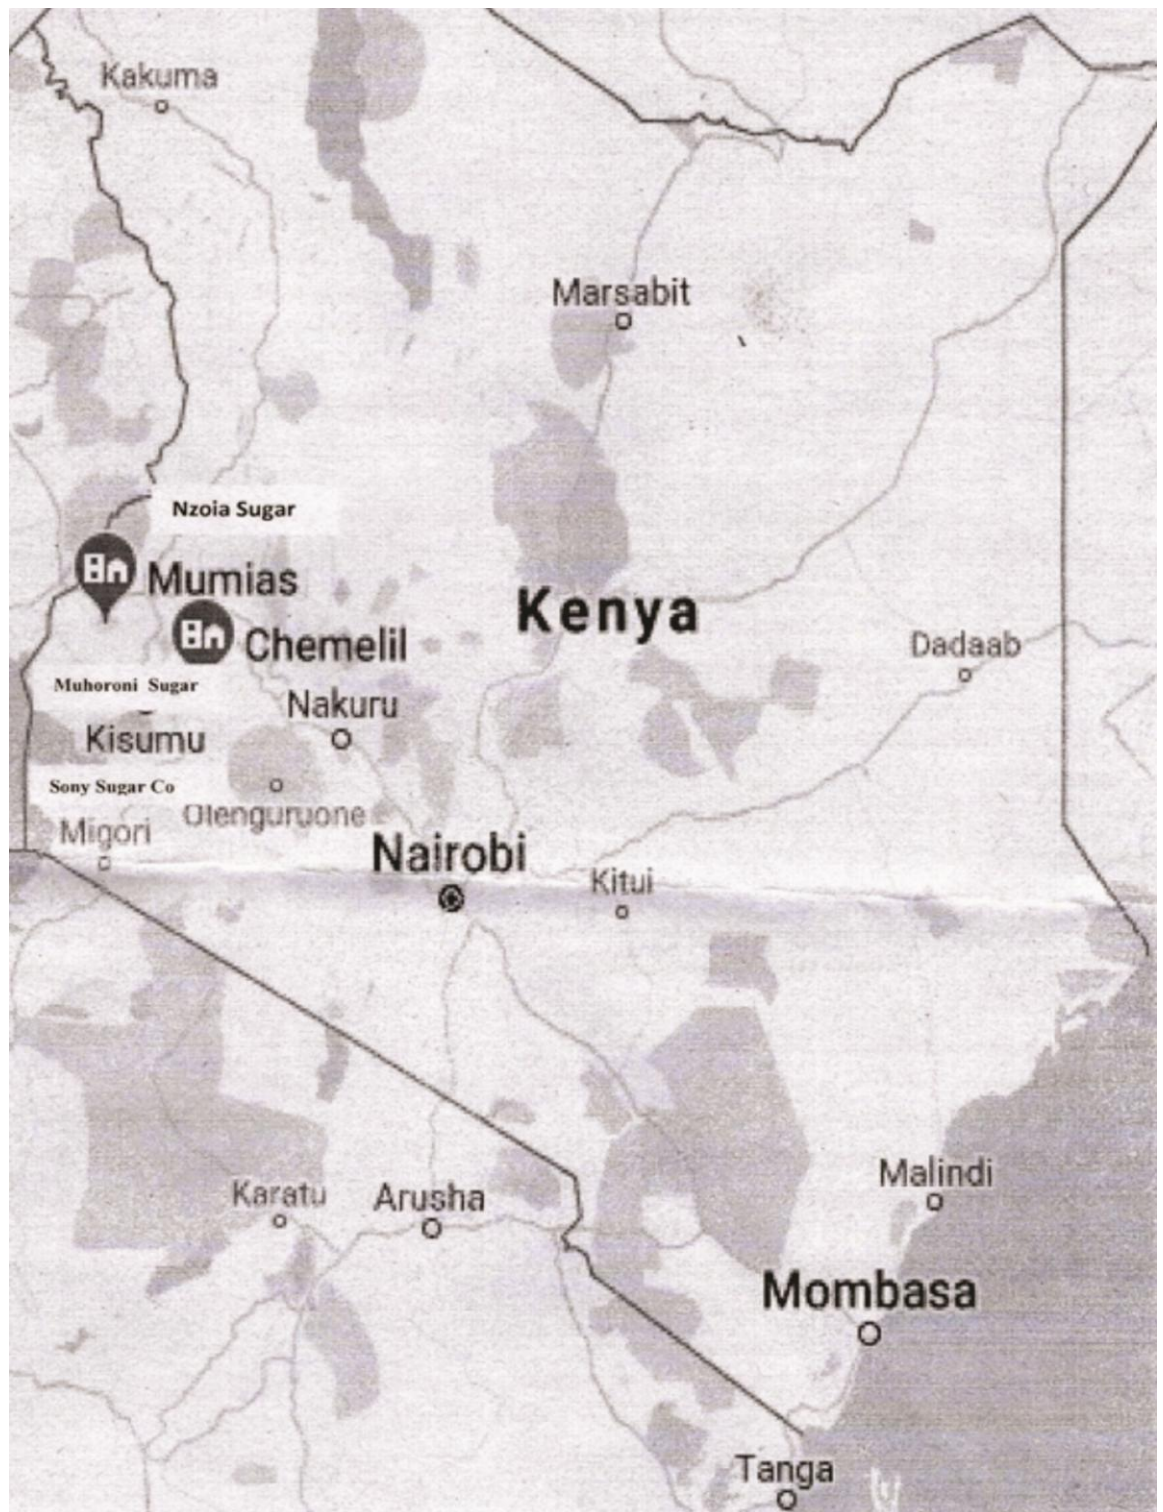 Kakuma
Marsabit
Nzoia Sugar
Mumias
Kenya
Chemelil
Dadaab
Muhoroni Sugar
Nakuru
Kisumu
Sony Sugar Co
Olenguruone
Migori
Nairobi
Kitui
Malindi
Karatu
Arusha
Mombasa
Tanga